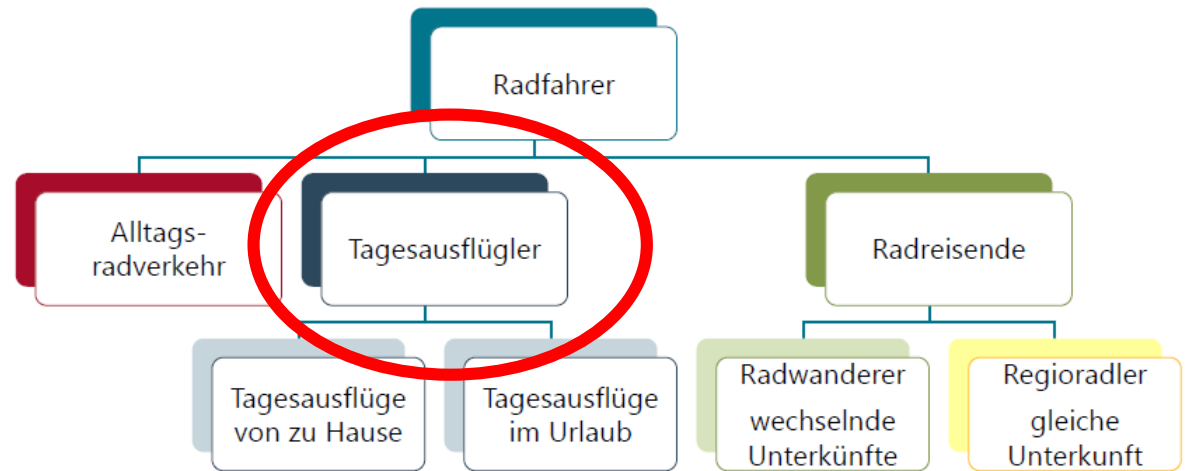 Radfahrer
Alltags-
radverkehr
Tagesausflügler
Radreisende
Tagesausflüge
von zu Hause
Tagesausflüge
im Urlaub
Radwanderer
wechselnde
Unterkünfte
Regioradler
gleiche
Unterkunft